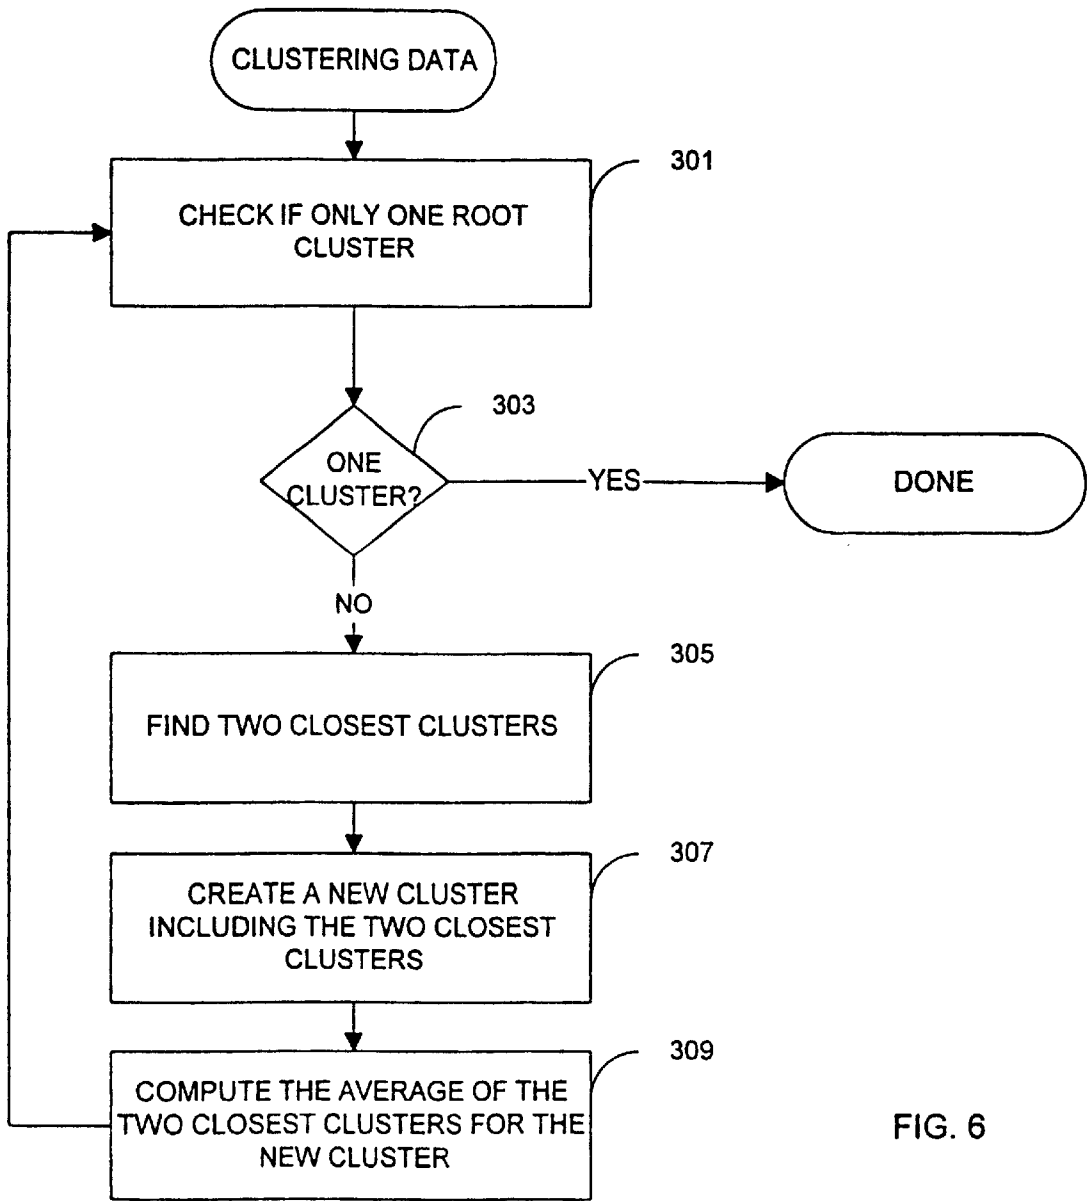 CLUSTERING DATA
301
CHECK IF ONLY ONE ROOT
CLUSTER
303
ONE
CLUSTER?
YES
DONE
NO
305
FIND TWO CLOSEST CLUSTERS
307
CREATE A NEW CLUSTER
INCLUDING THE TWO CLOSEST
CLUSTERS
309
COMPUTE THE AVERAGE OF THE
TWO CLOSEST CLUSTERS FOR THE
NEW CLUSTER
FIG. 6